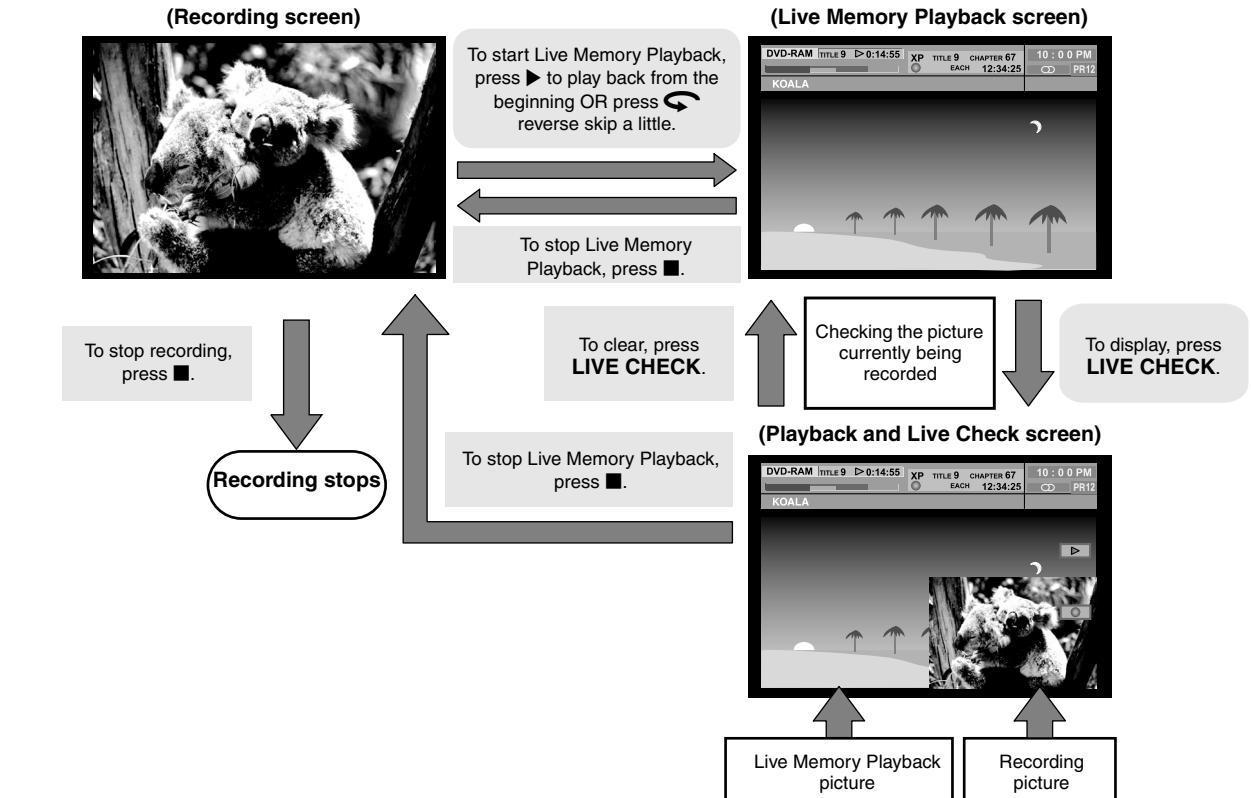 (Recording screen)
(Live Memory Playback screen)
To start Live Memory Playback,
press ▶ to play back from the
beginning OR press
reverse skip a little.
DVD-RAM TITLE 9 ▷ 0:14:55 XP TITLE 9 CHAPTER 67 10 : 0 0 PM
EACH 12:34:25 PR12
KOALA
To stop Live Memory
Playback, press ■.
To stop recording,
press ■.
To clear, press
LIVE CHECK.
Checking the picture
currently being
recorded
To display, press
LIVE CHECK.
(Playback and Live Check screen)
Recording stops
To stop Live Memory Playback,
press ■.
DVD-RAM TITLE 9 ▷ 0:14:55 XP TITLE 9 CHAPTER 67 10 : 0 0 PM
EACH 12:34:25 PR12
KOALA
Live Memory Playback
picture
Recording
picture